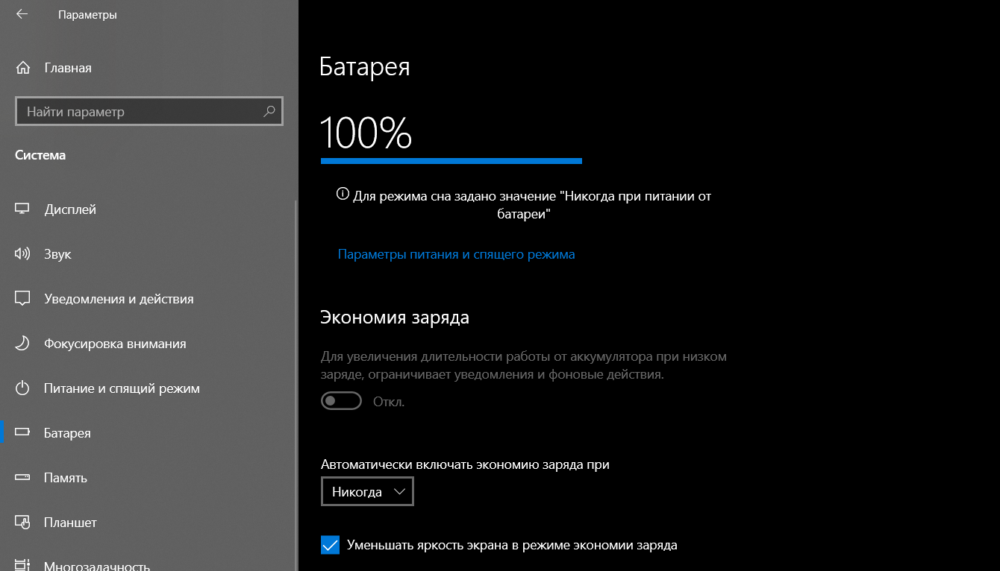 Параметры
Главная
Найти параметр
Система
Дисплей
Звук
Уведомления и действия
Фокусировка внимания
Питание и спящий режим
Батарея
Память
Планшет
Многозадачность
Батарея
100%
Для режима сна задано значение "Никогда при питании от
батареи"
Параметры питания и спящего режима
Экономия заряда
Для увеличения длительности работы от аккумулятора при низком
заряде, ограничивает уведомления и фоновые действия.
Откл.
Автоматически включать экономию заряда при
Никогда
Уменьшать яркость экрана в режиме экономии заряда